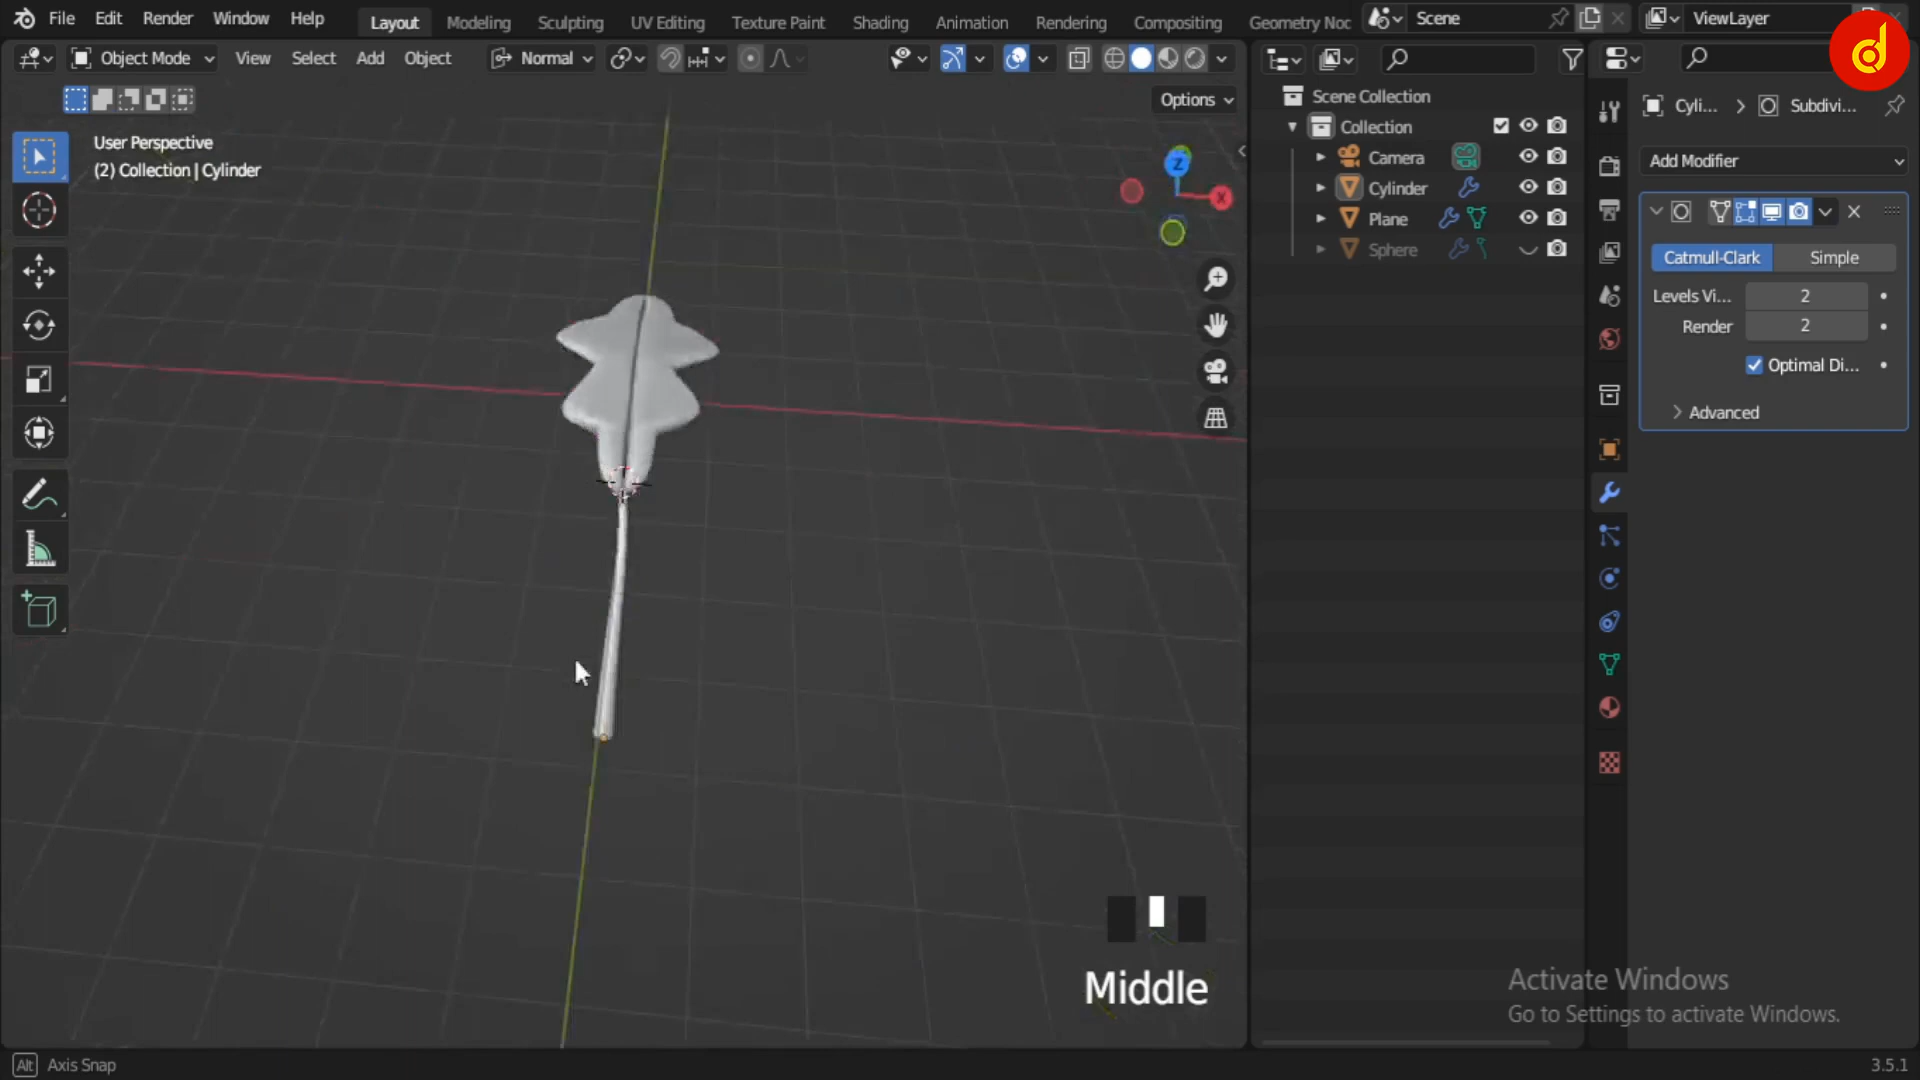 File Edit Render Window Help
Layout Modeling Sculpting UV Editing Texture Paint Shading Animation Rendering Compositing Geometry Noc
Scene
ViewLayer
Object Mode View Select Add Object
Normal
Options
User Perspective
(2) Collection | Cylinder
Z
X
Scene Collection
Collection
Camera
Cylinder
Plane
Sphere
Cyli... > Subdivi...
Add Modifier
Catmull-Clark Simple
Levels Vi... 2
Render 2
Optimal Di...
Advanced
Middle
Activate Windows
Go to Settings to activate Windows.
Alt Axis Snap
3.5.1